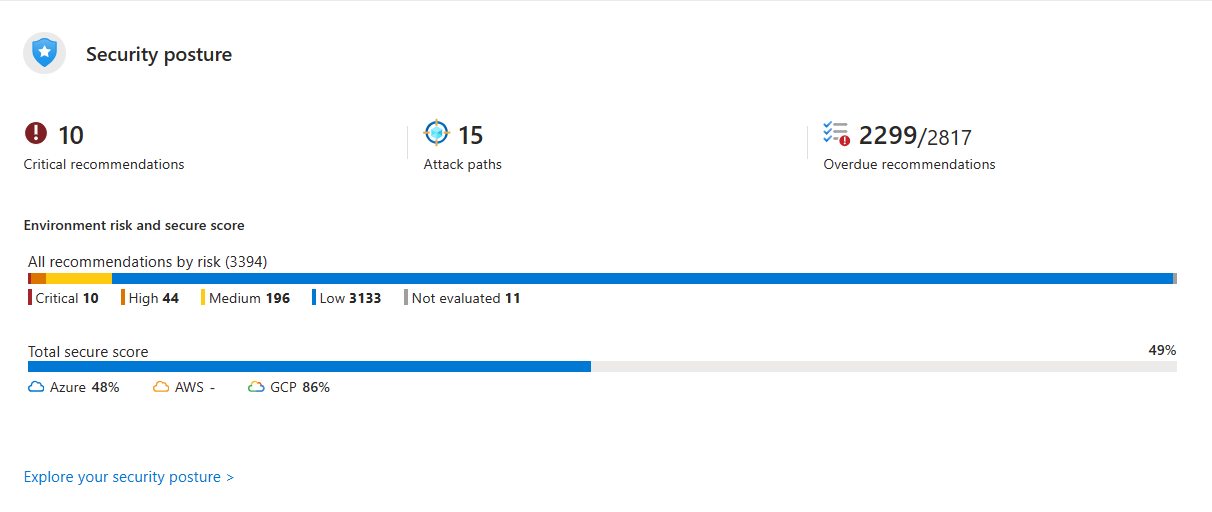 Security posture
10
Critical recommendations
15
Attack paths
2299/2817
Overdue recommendations
Environment risk and secure score
All recommendations by risk (3394)
Critical 10 High 44 Medium 196 Low 3133 Not evaluated 11
Total secure score 49%
Azure 48% AWS - GCP 86%
Explore your security posture >